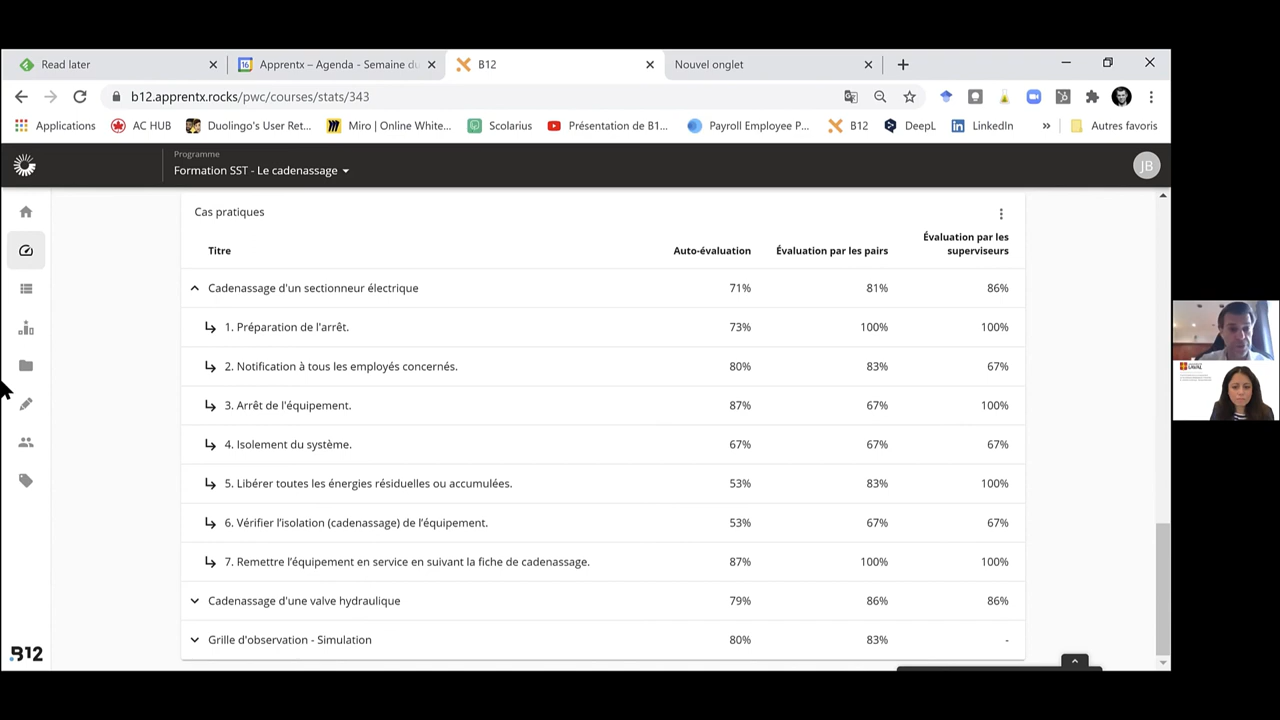 Read later
16
Apprentx – Agenda - Semaine du
B12
Nouvel onglet
b12.apprentx.rocks/pwc/courses/stats/343
Applications
AC HUB
Duolingo's User Ret...
Miro | Online White...
Scolarius
Présentation de B1...
Payroll Employee P...
B12
DeepL
LinkedIn
»
Autres favoris
Programme
Formation SST - Le cadenassage
JB
Cas pratiques
Titre Auto-évaluation Évaluation par les pairs Évaluation par les superviseurs
Cadenassage d'un sectionneur électrique 71% 81% 86%
1. Préparation de l'arrêt. 73% 100% 100%
2. Notification à tous les employés concernés. 80% 83% 67%
3. Arrêt de l'équipement. 87% 67% 100%
4. Isolement du système. 67% 67% 67%
5. Libérer toutes les énergies résiduelles ou accumulées. 53% 83% 100%
6. Vérifier l’isolation (cadenassage) de l’équipement. 53% 67% 67%
7. Remettre l’équipement en service en suivant la fiche de cadenassage. 87% 100% 100%
Cadenassage d'une valve hydraulique 79% 86% 86%
Grille d'observation - Simulation 80% 83% -
B12
LAVAL